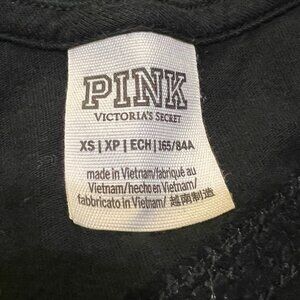 PINK
VICTORIA'S SECRET
XS | XP | ECH | 165/84A
made in Vietnam/fabriqué au
Vietnam/hecho en Vietnam/
fabbricato in Vietnam/ 越南制造